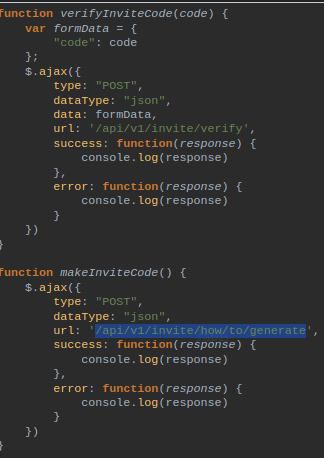 function verifyInviteCode(code) {
    var formData = {
        "code": code
    };
    $.ajax({
        type: "POST",
        dataType: "json",
        data: formData,
        url: '/api/v1/invite/verify',
        success: function(response) {
            console.log(response)
        },
        error: function(response) {
            console.log(response)
        }
    })
}
function makeInviteCode() {
    $.ajax({
        type: "POST",
        dataType: "json",
        url: '/api/v1/invite/how/to/generate',
        success: function(response) {
            console.log(response)
        },
        error: function(response) {
            console.log(response)
        }
    })
}